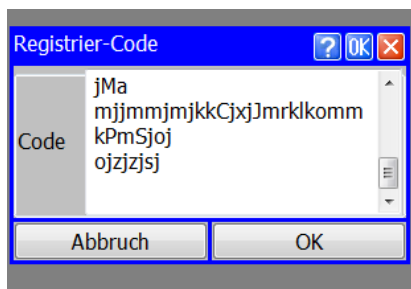 Registrier-Code
? OK X
Code
jMa
mjjmmjmjkkCjxjJmrklkomm
kPmSjoj
ojzjzjsj
Abbruch OK